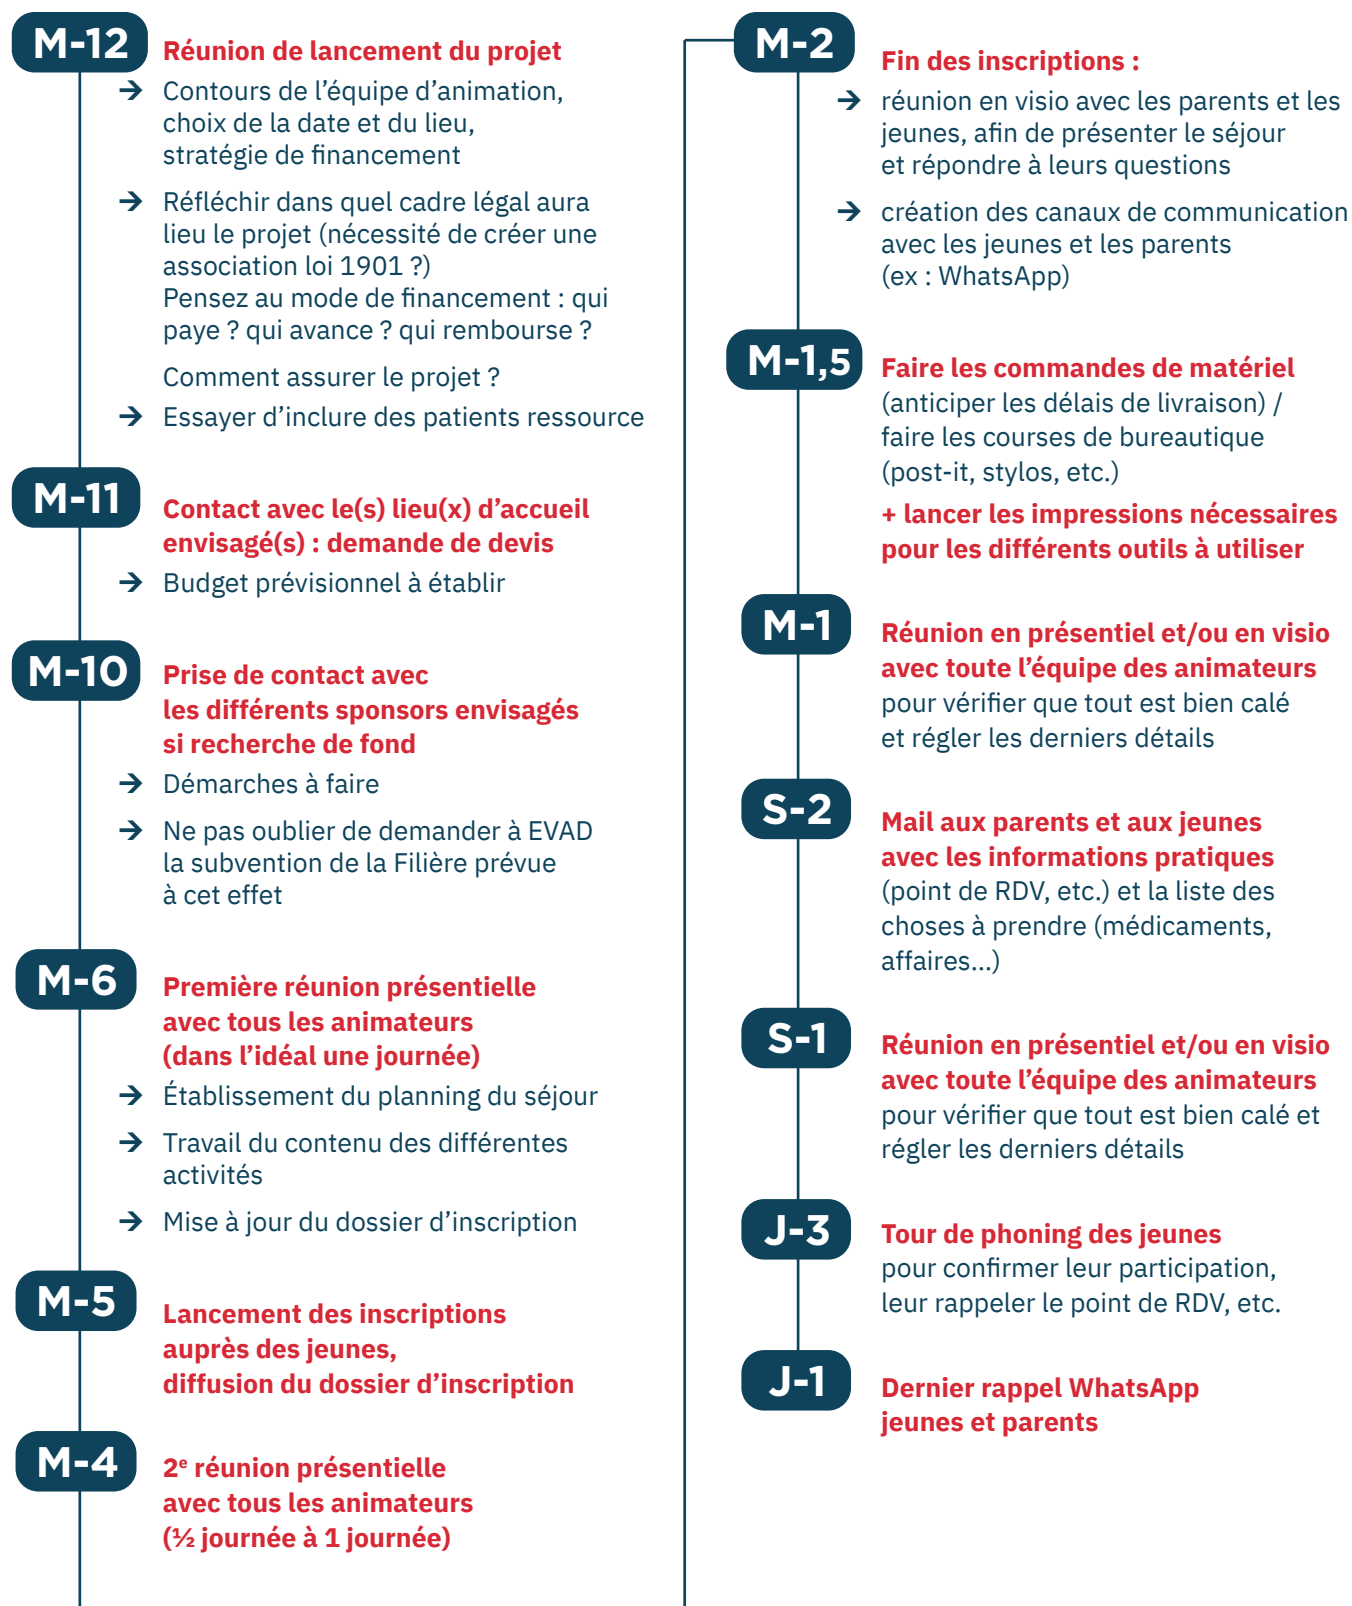 M-12
Réunion de lancement du projet
→ Contours de l’équipe d’animation,
choix de la date et du lieu,
stratégie de financement
→ Réfléchir dans quel cadre légal aura
lieu le projet (nécessité de créer une
association loi 1901 ?)
Pensez au mode de financement : qui
paye ? qui avance ? qui rembourse ?
Comment assurer le projet ?
→ Essayer d’inclure des patients ressource
M-11
Contact avec le(s) lieu(x) d’accueil
envisagé(s) : demande de devis
→ Budget prévisionnel à établir
M-10
Prise de contact avec
les différents sponsors envisagés
si recherche de fond
→ Démarches à faire
→ Ne pas oublier de demander à EVAD
la subvention de la Filière prévue
à cet effet
M-6
Première réunion présentielle
avec tous les animateurs
(dans l’idéal une journée)
→ Établissement du planning du séjour
→ Travail du contenu des différentes
activités
→ Mise à jour du dossier d’inscription
M-5
Lancement des inscriptions
auprès des jeunes,
diffusion du dossier d’inscription
M-4
2e réunion présentielle
avec tous les animateurs
(½ journée à 1 journée)
M-2
Fin des inscriptions :
→ réunion en visio avec les parents et les
jeunes, afin de présenter le séjour
et répondre à leurs questions
→ création des canaux de communication
avec les jeunes et les parents
(ex : WhatsApp)
M-1,5
Faire les commandes de matériel
(anticiper les délais de livraison) /
faire les courses de bureautique
(post-it, stylos, etc.)
+ lancer les impressions nécessaires
pour les différents outils à utiliser
M-1
Réunion en présentiel et/ou en visio
avec toute l’équipe des animateurs
pour vérifier que tout est bien calé
et régler les derniers détails
S-2
Mail aux parents et aux jeunes
avec les informations pratiques
(point de RDV, etc.) et la liste des
choses à prendre (médicaments,
affaires...)
S-1
Réunion en présentiel et/ou en visio
avec toute l’équipe des animateurs
pour vérifier que tout est bien calé et
régler les derniers détails
J-3
Tour de phoning des jeunes
pour confirmer leur participation,
leur rappeler le point de RDV, etc.
J-1
Dernier rappel WhatsApp
jeunes et parents